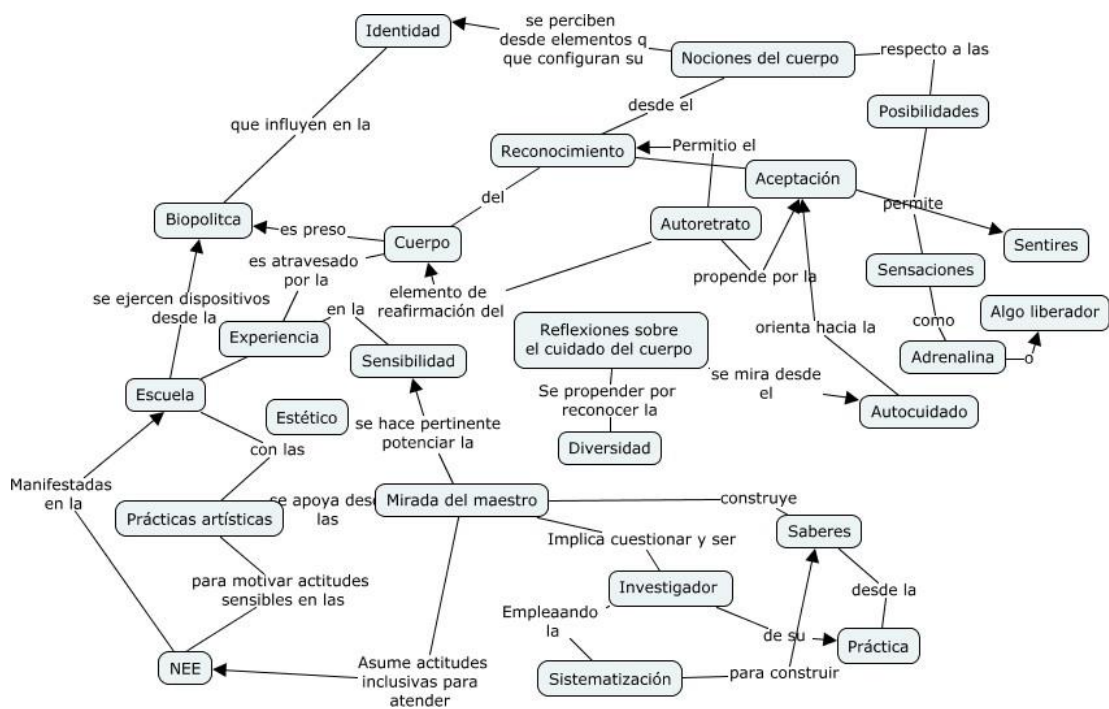 Identidad
se perciben
desde elementos q
que configuran su
Nociones del cuerpo
respecto a las
desde el
Posibilidades
que influyen en la
Reconocimiento
Permitio el
Aceptación
del
permite
Biopolitca
es preso
Cuerpo
Autoretrato
Sentires
es atravesado
por la
propende por la
Sensaciones
se ejercen dispositivos
desde la
elemento de
reafirmación del
Algo liberador
en la
Experiencia
Reflexiones sobre
el cuidado del cuerpo
orienta hacia la
como
Sensibilidad
Adrenalina
o
se mira desde
el
Escuela
Se propender por
reconocer la
Autocuidado
Estético
se hace pertinente
potenciar la
con las
Diversidad
Manifestadas
en la
se apoya desd
las
Mirada del maestro
construye
Prácticas artísticas
Saberes
Implica cuestionar y ser
para motivar actitudes
sensibles en las
Investigador
desde la
Empleaando
la
de su
Práctica
NEE
Asume actitudes
inclusivas para
atender
Sistematización
para construir